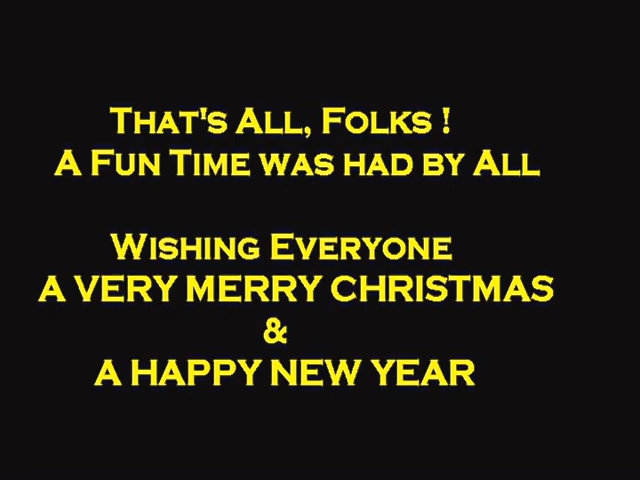 That's All, Folks !
A Fun Time was had by All
Wishing Everyone
A VERY MERRY CHRISTMAS
&
A HAPPY NEW YEAR